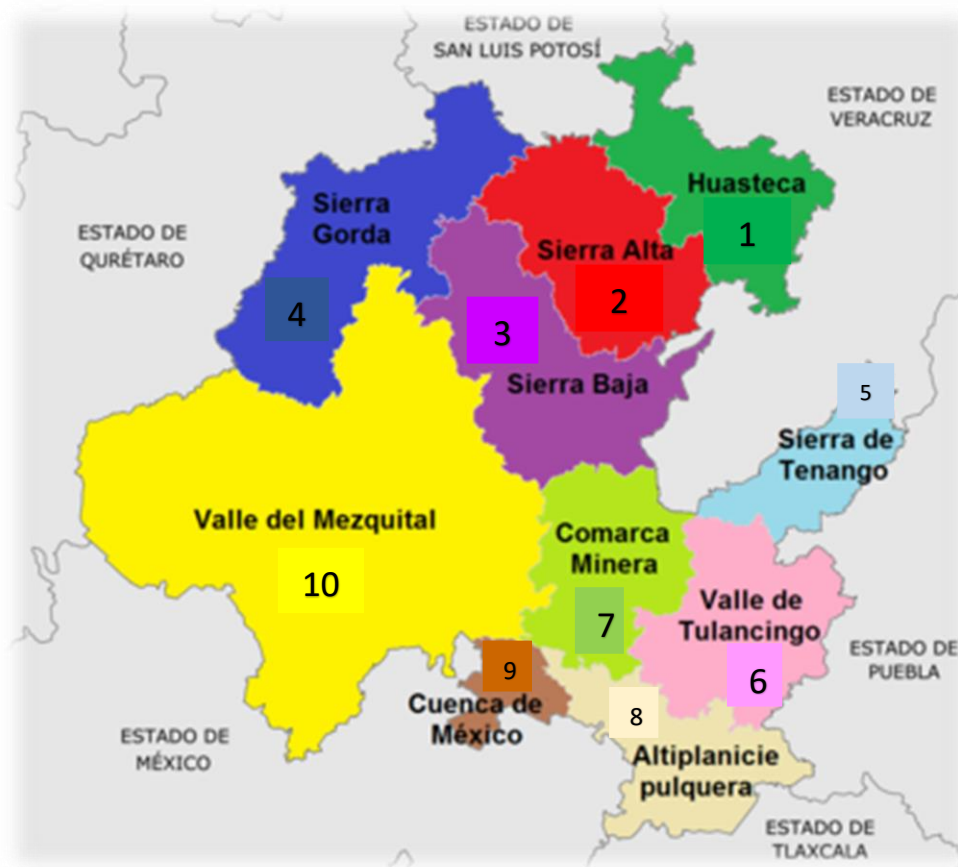 ESTADO DE
SAN LUIS POTOSÍ
ESTADO DE
VERACRUZ
Huasteca
1
Sierra
Gorda
ESTADO DE
QURÉTARO
Sierra Alta
2
4
3
Sierra Baja
5
Sierra de
Tenango
Valle del Mezquital
10
Comarca
Minera
7
Valle de
Tulancingo
6
ESTADO DE
PUEBLA
9
Cuenca de
México
8
ESTADO DE
MÉXICO
Altiplanicie
pulquera
ESTADO DE
TLAXCALA